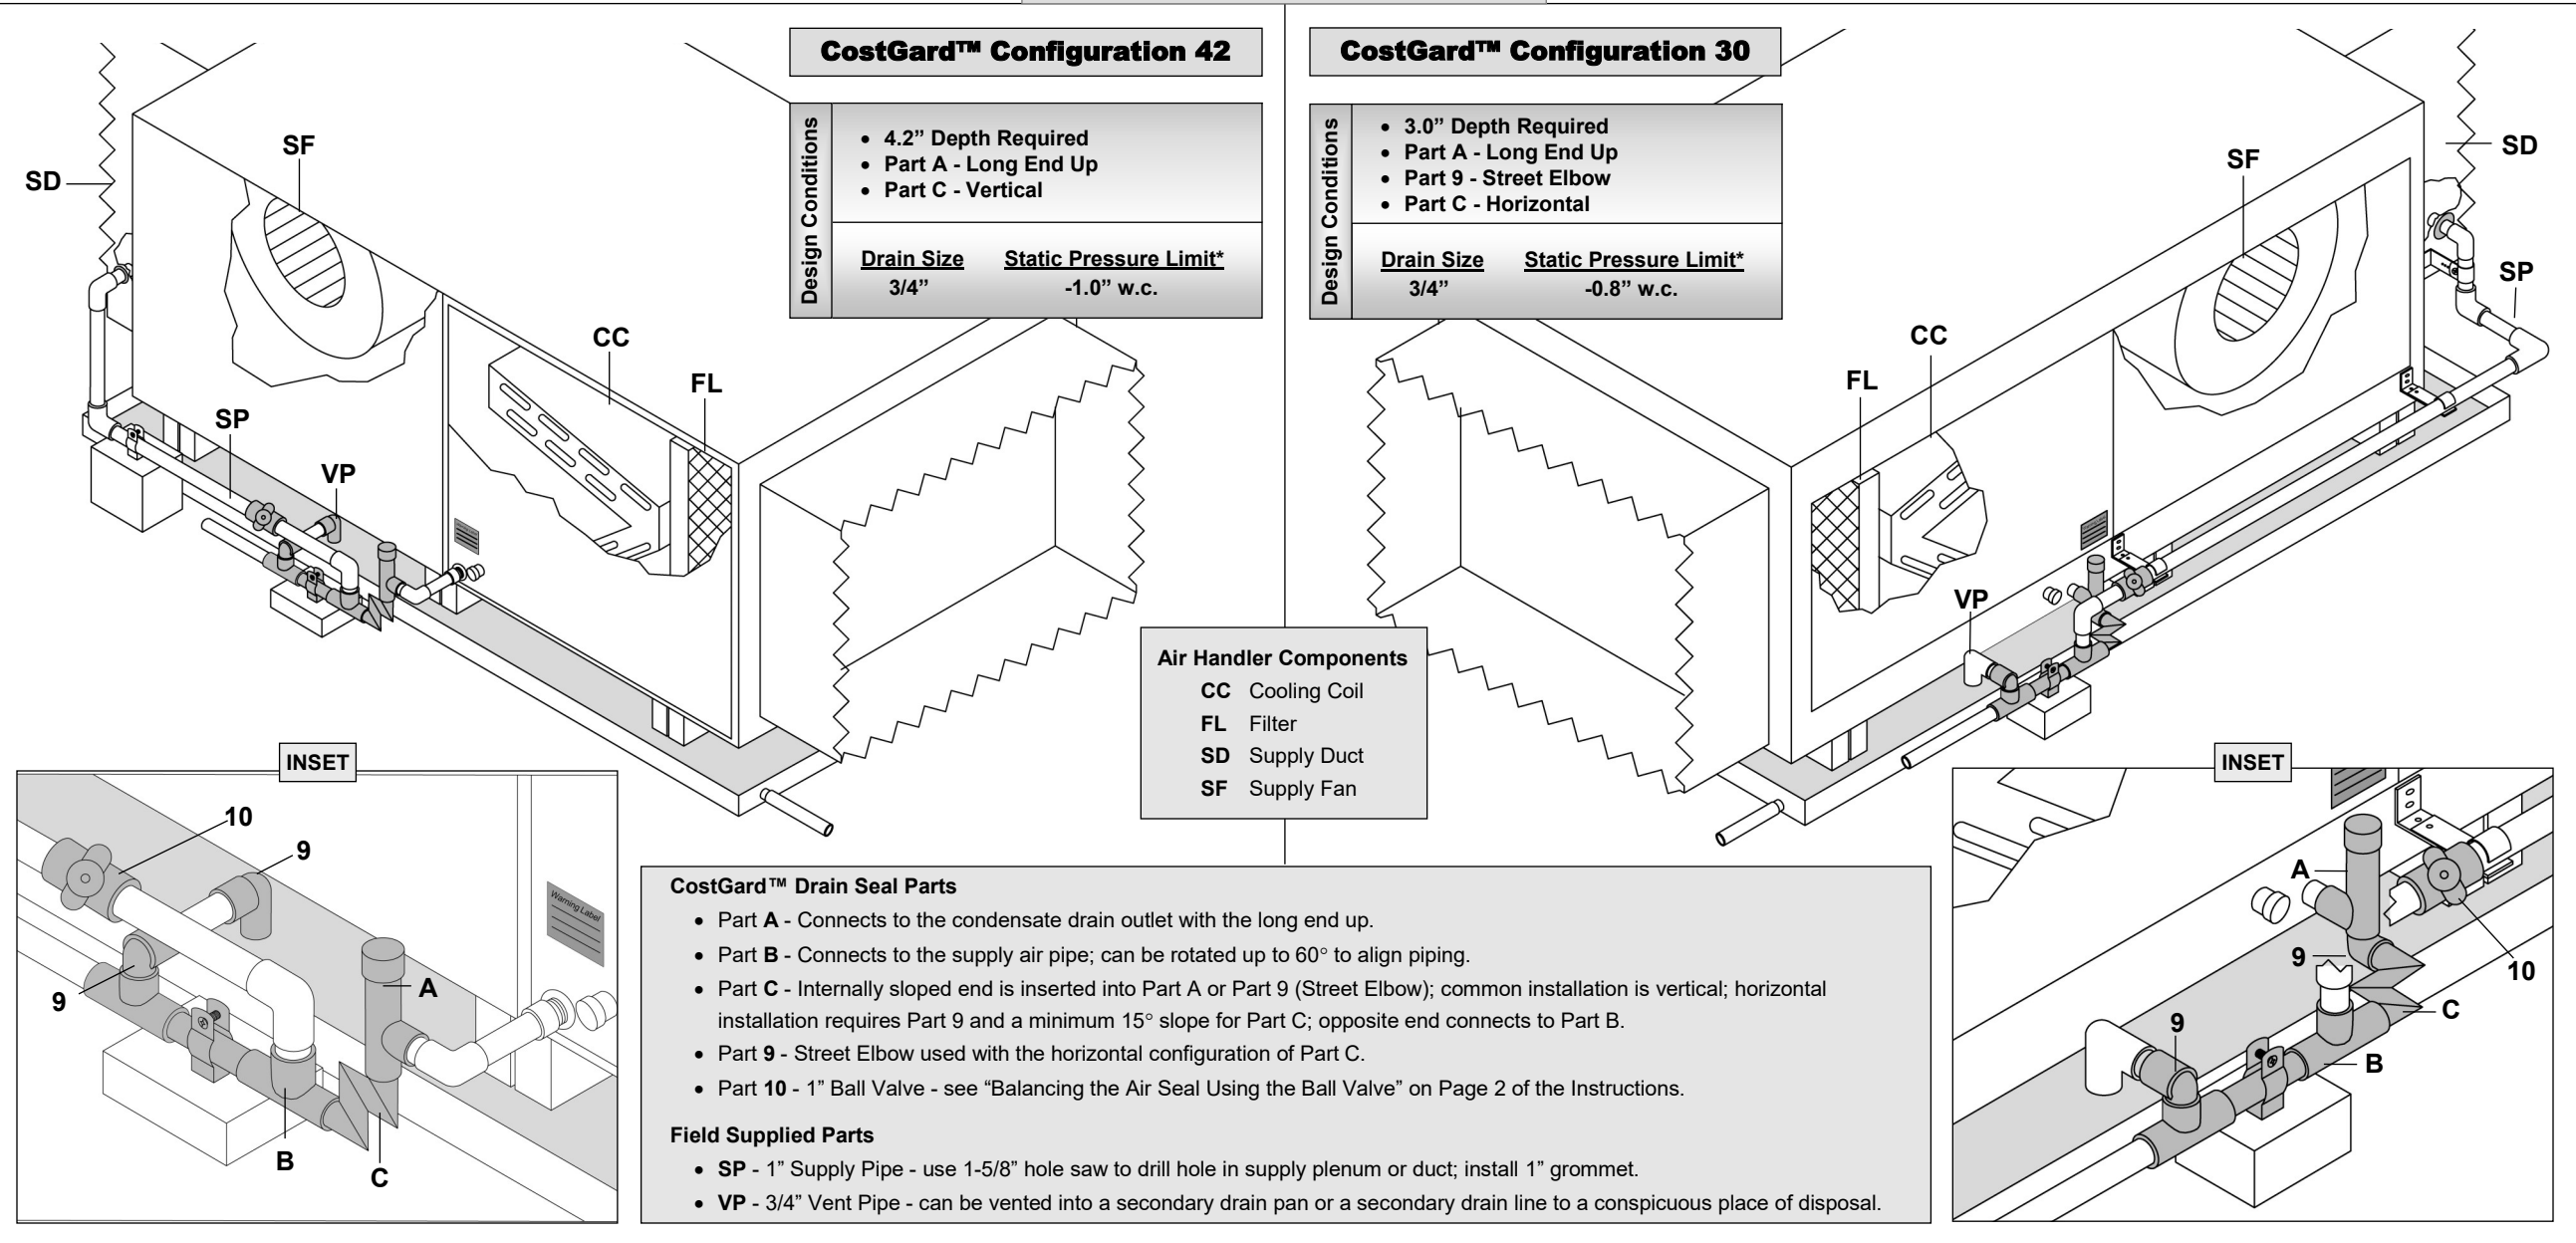 CostGard™ Configuration 42
Design Conditions
• 4.2” Depth Required
• Part A - Long End Up
• Part C - Vertical
Drain Size Static Pressure Limit*
3/4” -1.0” w.c.
SD
SF
SP
VP
CC
FL
CostGard™ Configuration 30
Design Conditions
• 3.0” Depth Required
• Part A - Long End Up
• Part 9 - Street Elbow
• Part C - Horizontal
Drain Size Static Pressure Limit*
3/4” -0.8” w.c.
SF
SD
SP
CC
FL
VP
Air Handler Components
CC Cooling Coil
FL Filter
SD Supply Duct
SF Supply Fan
INSET
10
9
9
A
B
C
Warning Label
INSET
A
9
10
C
9
B
CostGard™ Drain Seal Parts
• Part A - Connects to the condensate drain outlet with the long end up.
• Part B - Connects to the supply air pipe; can be rotated up to 60° to align piping.
• Part C - Internally sloped end is inserted into Part A or Part 9 (Street Elbow); common installation is vertical; horizontal
installation requires Part 9 and a minimum 15° slope for Part C; opposite end connects to Part B.
• Part 9 - Street Elbow used with the horizontal configuration of Part C.
• Part 10 - 1” Ball Valve - see “Balancing the Air Seal Using the Ball Valve” on Page 2 of the Instructions.
Field Supplied Parts
• SP - 1” Supply Pipe - use 1-5/8” hole saw to drill hole in supply plenum or duct; install 1” grommet.
• VP - 3/4” Vent Pipe - can be vented into a secondary drain pan or a secondary drain line to a conspicuous place of disposal.